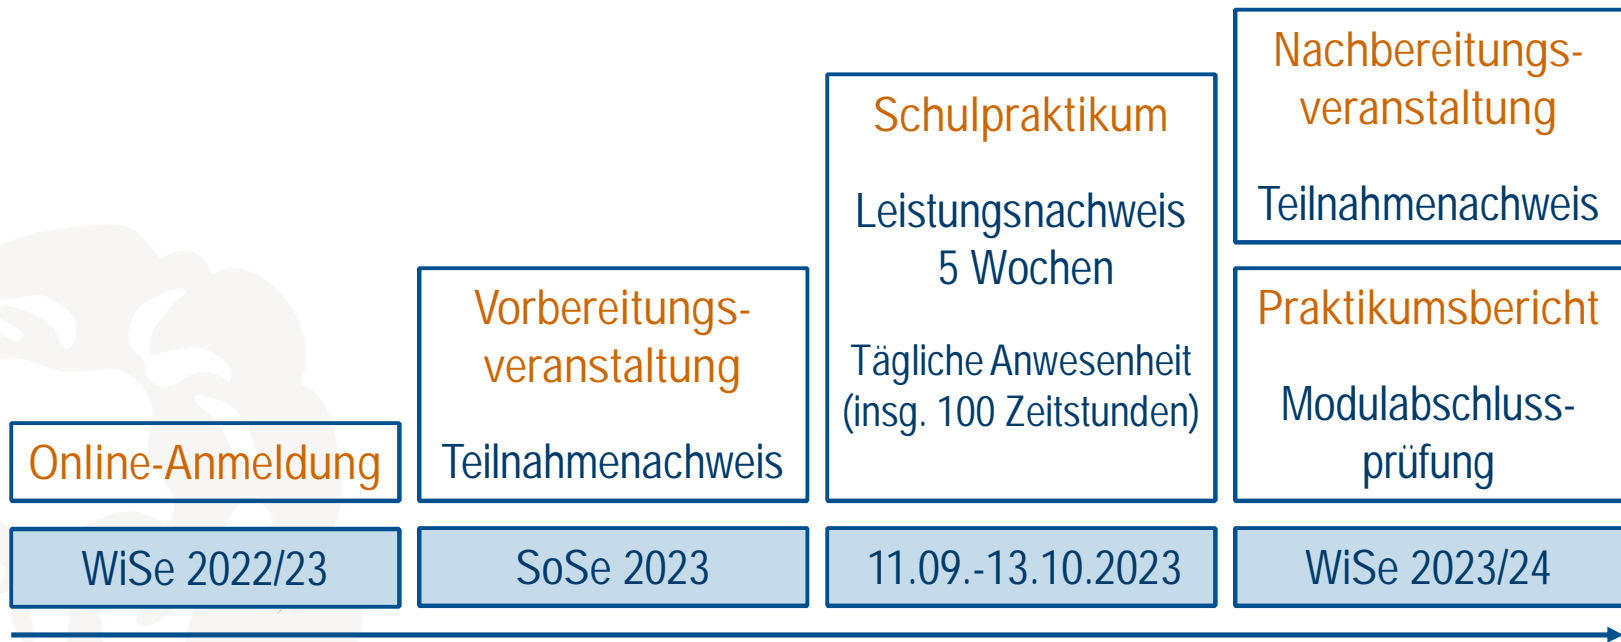 Online-Anmeldung
WiSe 2022/23
Vorbereitungs-
veranstaltung
Teilnahmenachweis
SoSe 2023
Schulpraktikum
Leistungsnachweis
5 Wochen
Tägliche Anwesenheit
(insg. 100 Zeitstunden)
11.09.-13.10.2023
Nachbereitungs-
veranstaltung
Teilnahmenachweis
Praktikumsbericht
Modulabschluss-
prüfung
WiSe 2023/24